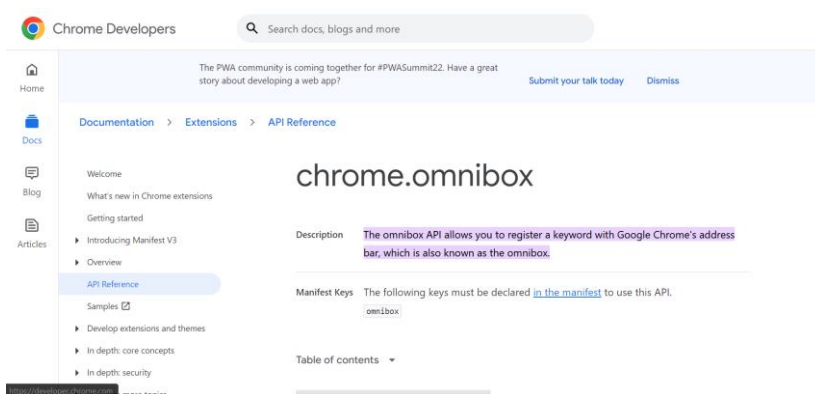 Chrome Developers
Search docs, blogs and more
The PWA community is coming together for #PWASummit22. Have a great
story about developing a web app?
Submit your talk today
Dismiss
Home
Docs
Blog
Articles
Documentation > Extensions > API Reference
Welcome
What's new in Chrome extensions
Getting started
Introducing Manifest V3
Overview
API Reference
Samples
Develop extensions and themes
In depth: core concepts
In depth: security
more topics
https://developer.chrome.com
chrome.omnibox
Description
The omnibox API allows you to register a keyword with Google Chrome's address
bar, which is also known as the omnibox.
Manifest Keys
The following keys must be declared in the manifest to use this API.
omnibox
Table of contents